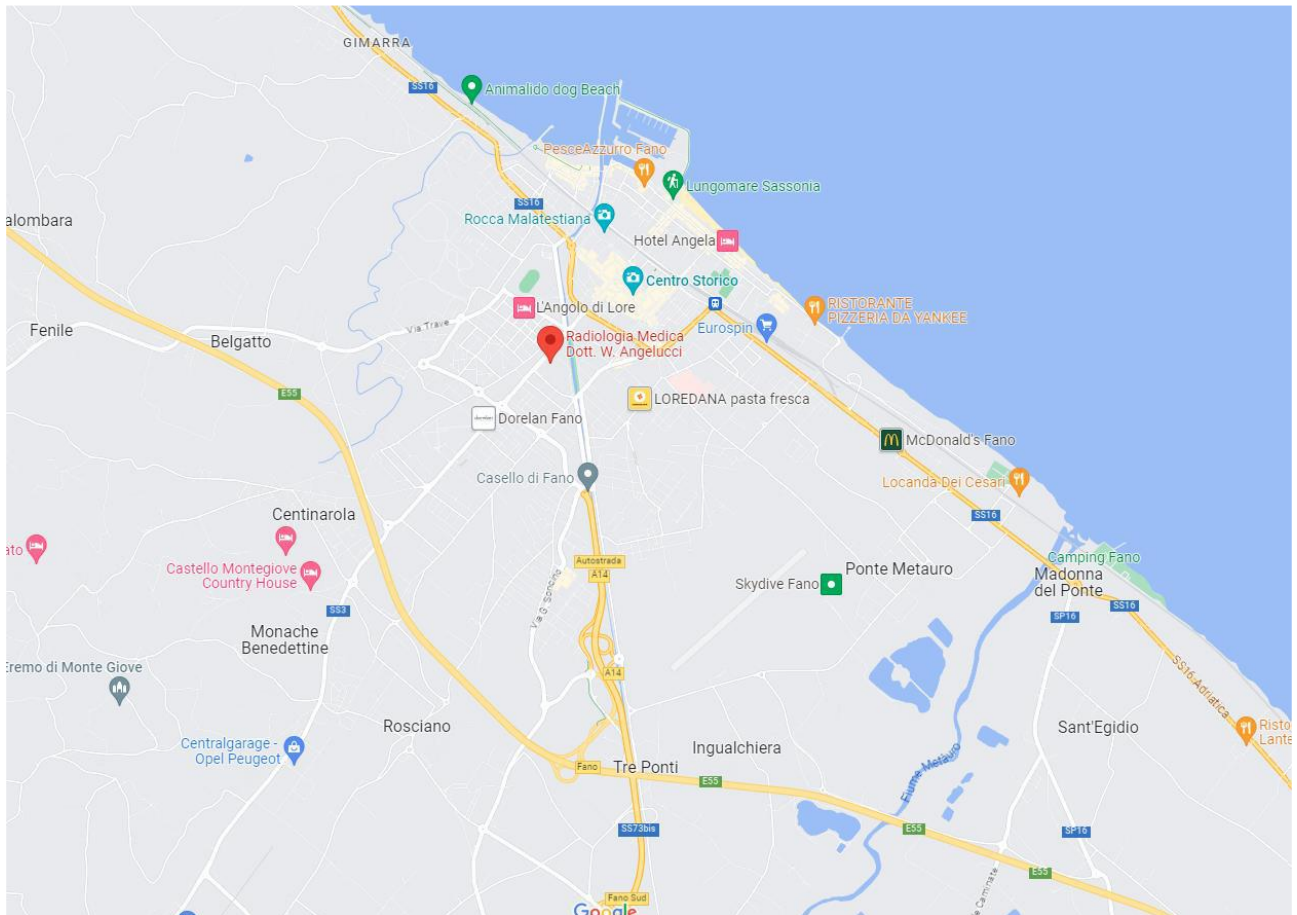 GIMARRA
SS16
Animalido dog Beach
PesceAzzurro Fano
Lungomare Sassonia
SS16
Rocca Malatestiana
alombara
Hotel Angela
Centro Storico
L'Angolo di Lore
RISTORANTE
PIZZERIA DA YANKEE
Via Trave
Eurospin
Fenile
Belgatto
Radiologia Medica
Dott. W. Angelucci
E55
LOREDANA pasta fresca
Dorelan Fano
McDonald's Fano
Casello di Fano
Locanda Dei Cesari
Centinarola
SS16
ato
Castello Montegiove
Country House
Autostrada
A14
Camping Fano
Ponte Metauro
Madonna
del Ponte
Skydive Fano
SS3
Via G. Soncino
SS16
SP16
Monache
Benedettine
Eremo di Monte Giove
A14
SS16 Adriatica
Rosciano
Sant'Egidio
Risto
Lante
Centralgarage -
Opel Peugeot
Ingualchiera
Fiume Metauro
Fano
Tre Ponti
E55
SS73bis
E55
SP16
E55
Caminate
Fano Sud
Google